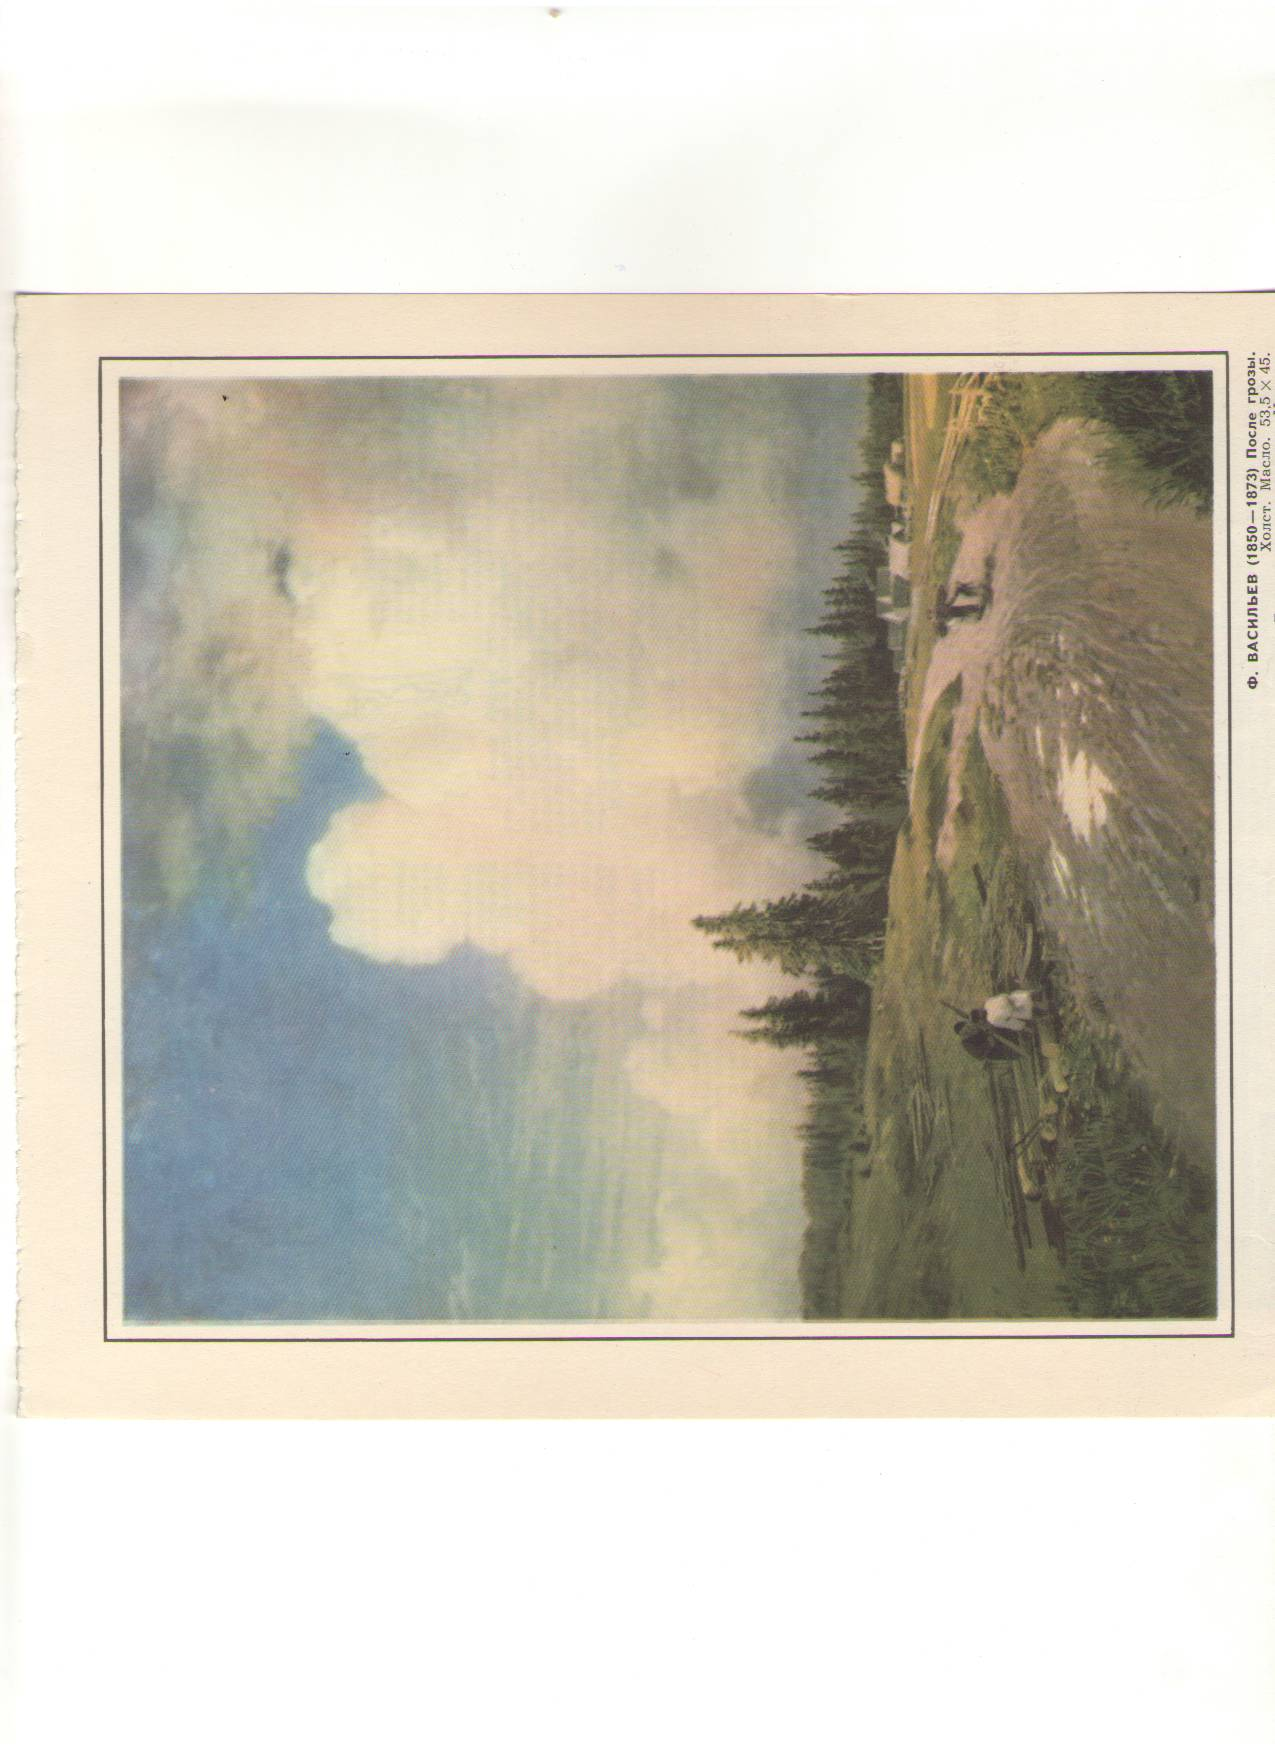 Ф. ВАСИЛЬЕВ (1850—1873) После грозы.
Холст. Масло. 53,5 × 45.